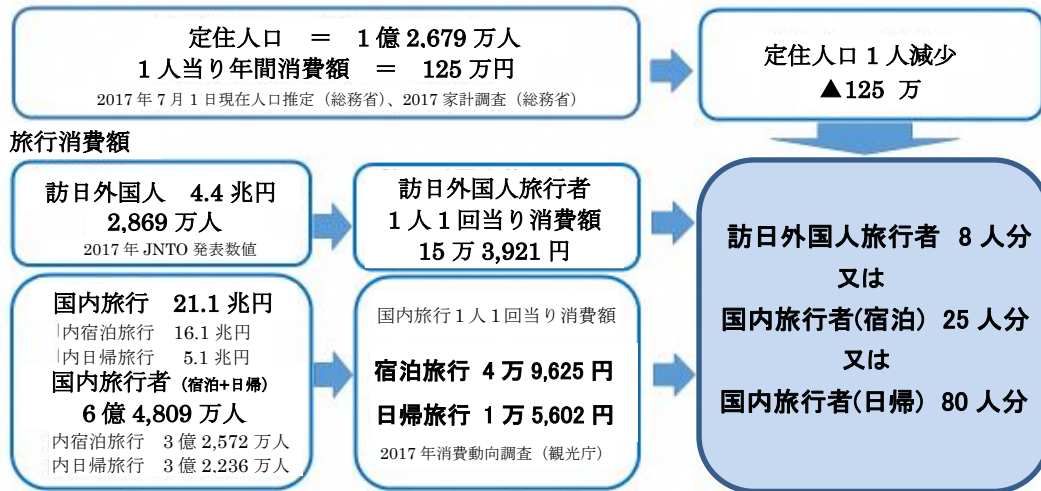 定住人口 ＝ 1億2,679万人
1人当り年間消費額 ＝ 125万円
2017年7月1日現在人口推定（総務省）、2017家計調査（総務省）
定住人口1人減少
▲125 万
旅行消費額
訪日外国人 4.4兆円
2,869万人
2017年JNTO発表数値
訪日外国人旅行者
1人1回当り消費額
15万3,921円
国内旅行 21.1兆円
内宿泊旅行 16.1兆円
内日帰旅行 5.1兆円
国内旅行者（宿泊+日帰）
6億4,809万人
内宿泊旅行 3億2,572万人
内日帰旅行 3億2,236万人
国内旅行1人1回当り消費額
宿泊旅行 4万9,625円
日帰旅行 1万5,602円
2017年消費動向調査（観光庁）
訪日外国人旅行者 8人分
又は
国内旅行者(宿泊) 25人分
又は
国内旅行者(日帰) 80人分